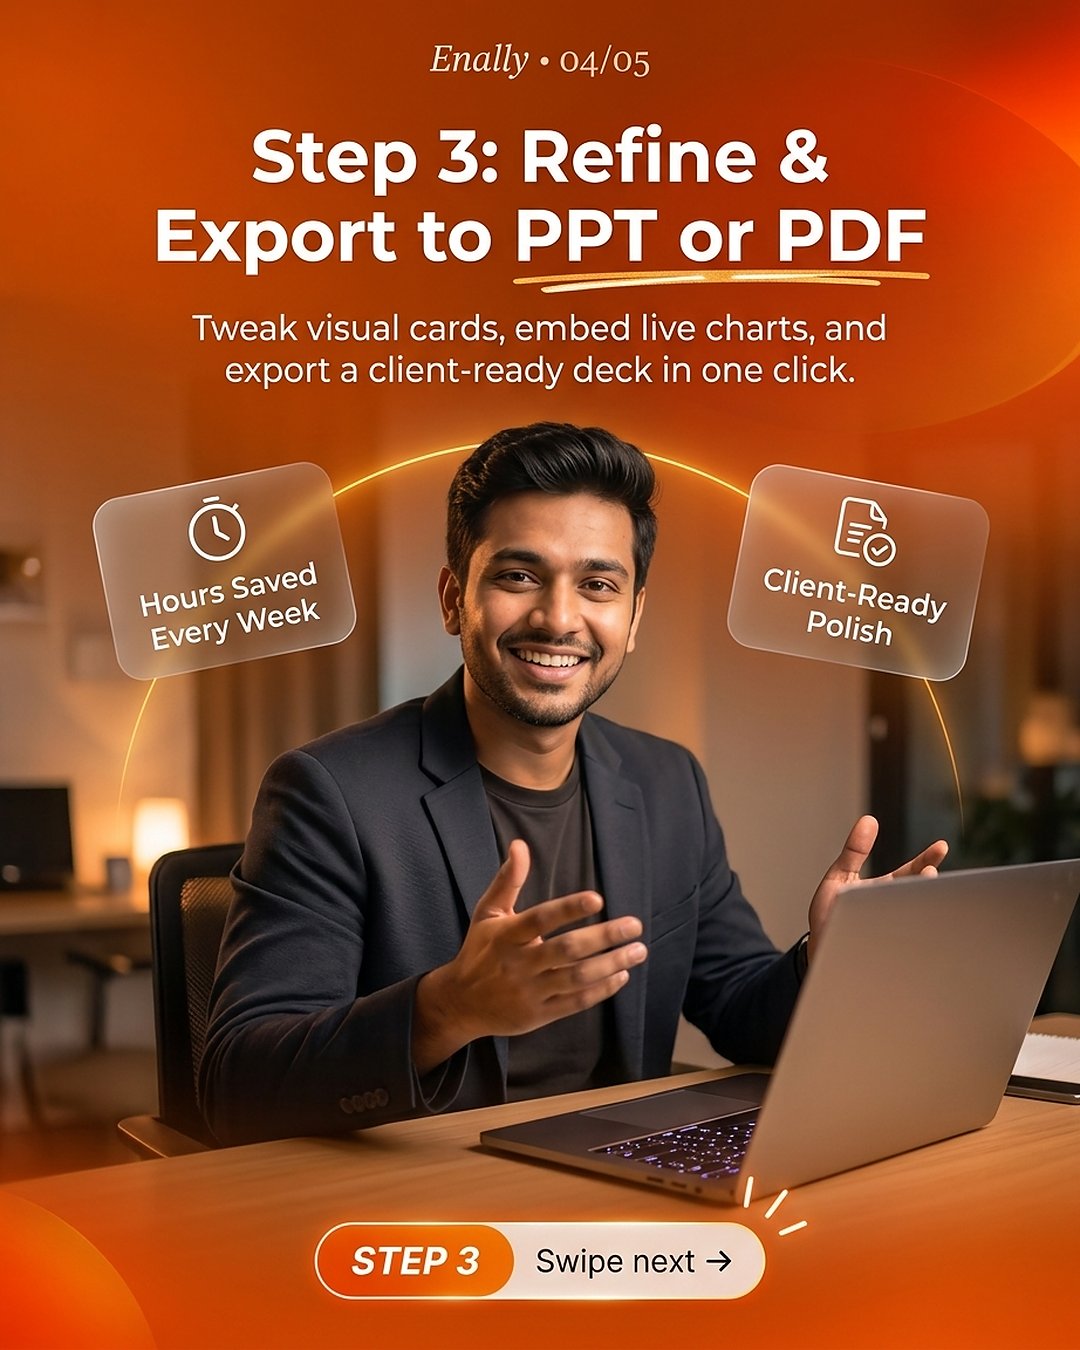 Enally • 04/05
Step 3: Refine &
Export to PPT or PDF
Tweak visual cards, embed live charts, and
export a client-ready deck in one click.
Hours Saved
Every Week
Client-Ready
Polish
STEP 3 Swipe next →